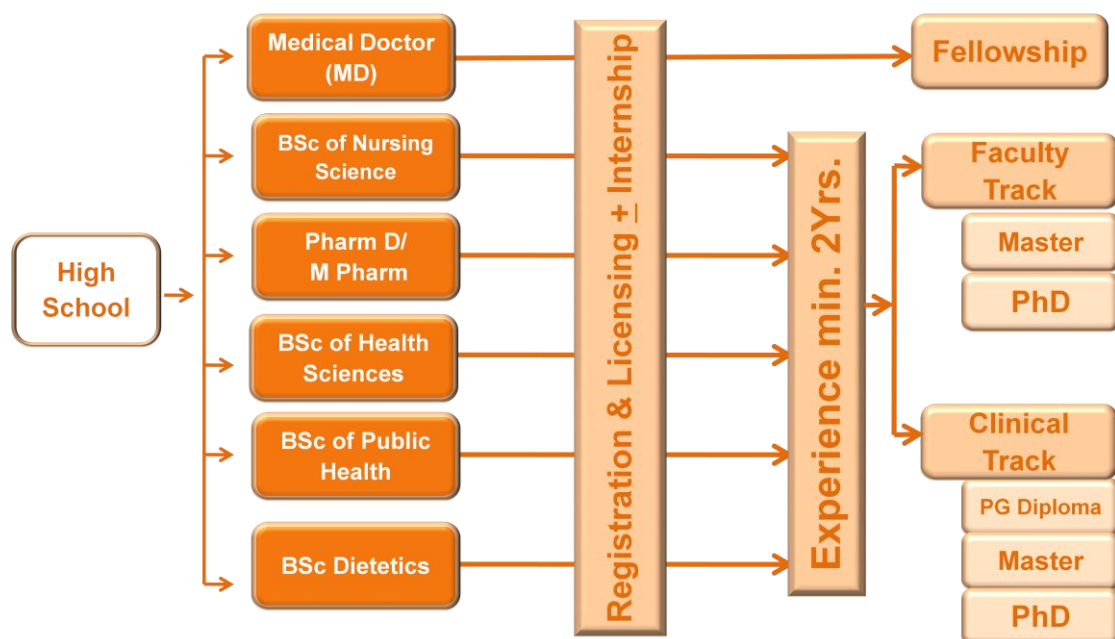 High
School
Medical Doctor
(MD)
BSc of Nursing
Science
Pharm D/
M Pharm
BSc of Health
Sciences
BSc of Public
Health
BSc Dietetics
Registration & Licensing ± Internship
Experience min. 2Yrs.
Fellowship
Faculty
Track
Master
PhD
Clinical
Track
PG Diploma
Master
PhD